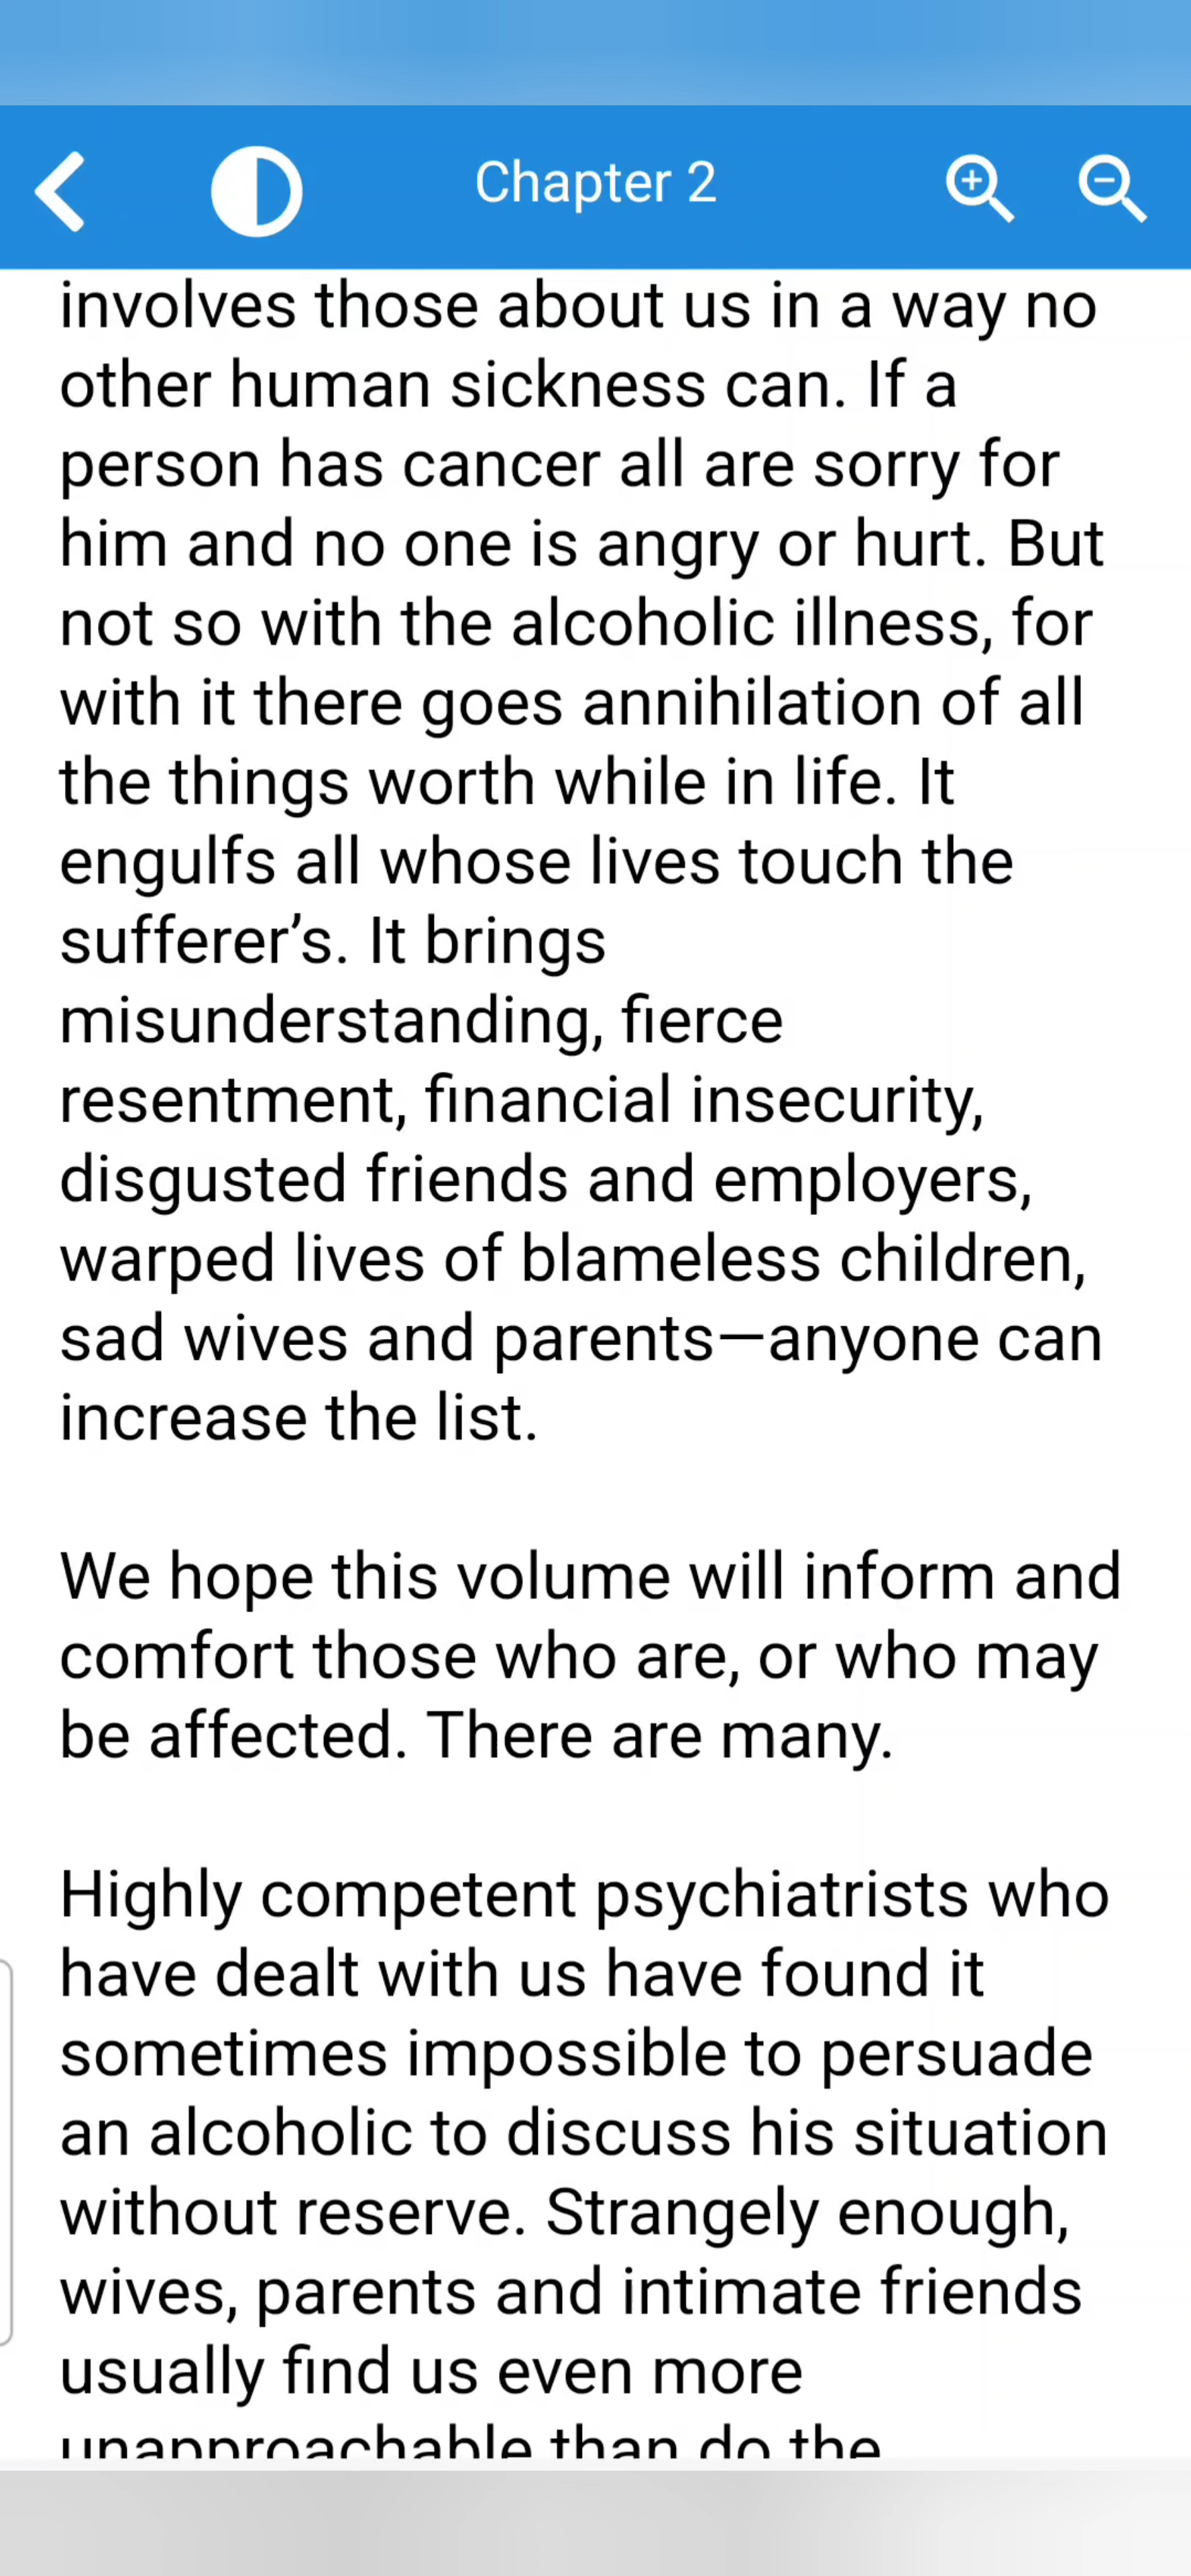 Chapter 2
involves those about us in a way no
other human sickness can. If a
person has cancer all are sorry for
him and no one is angry or hurt. But
not so with the alcoholic illness, for
with it there goes annihilation of all
the things worth while in life. It
engulfs all whose lives touch the
sufferer’s. It brings
misunderstanding, fierce
resentment, financial insecurity,
disgusted friends and employers,
warped lives of blameless children,
sad wives and parents—anyone can
increase the list.
We hope this volume will inform and
comfort those who are, or who may
be affected. There are many.
Highly competent psychiatrists who
have dealt with us have found it
sometimes impossible to persuade
an alcoholic to discuss his situation
without reserve. Strangely enough,
wives, parents and intimate friends
usually find us even more
unapproachable than do the